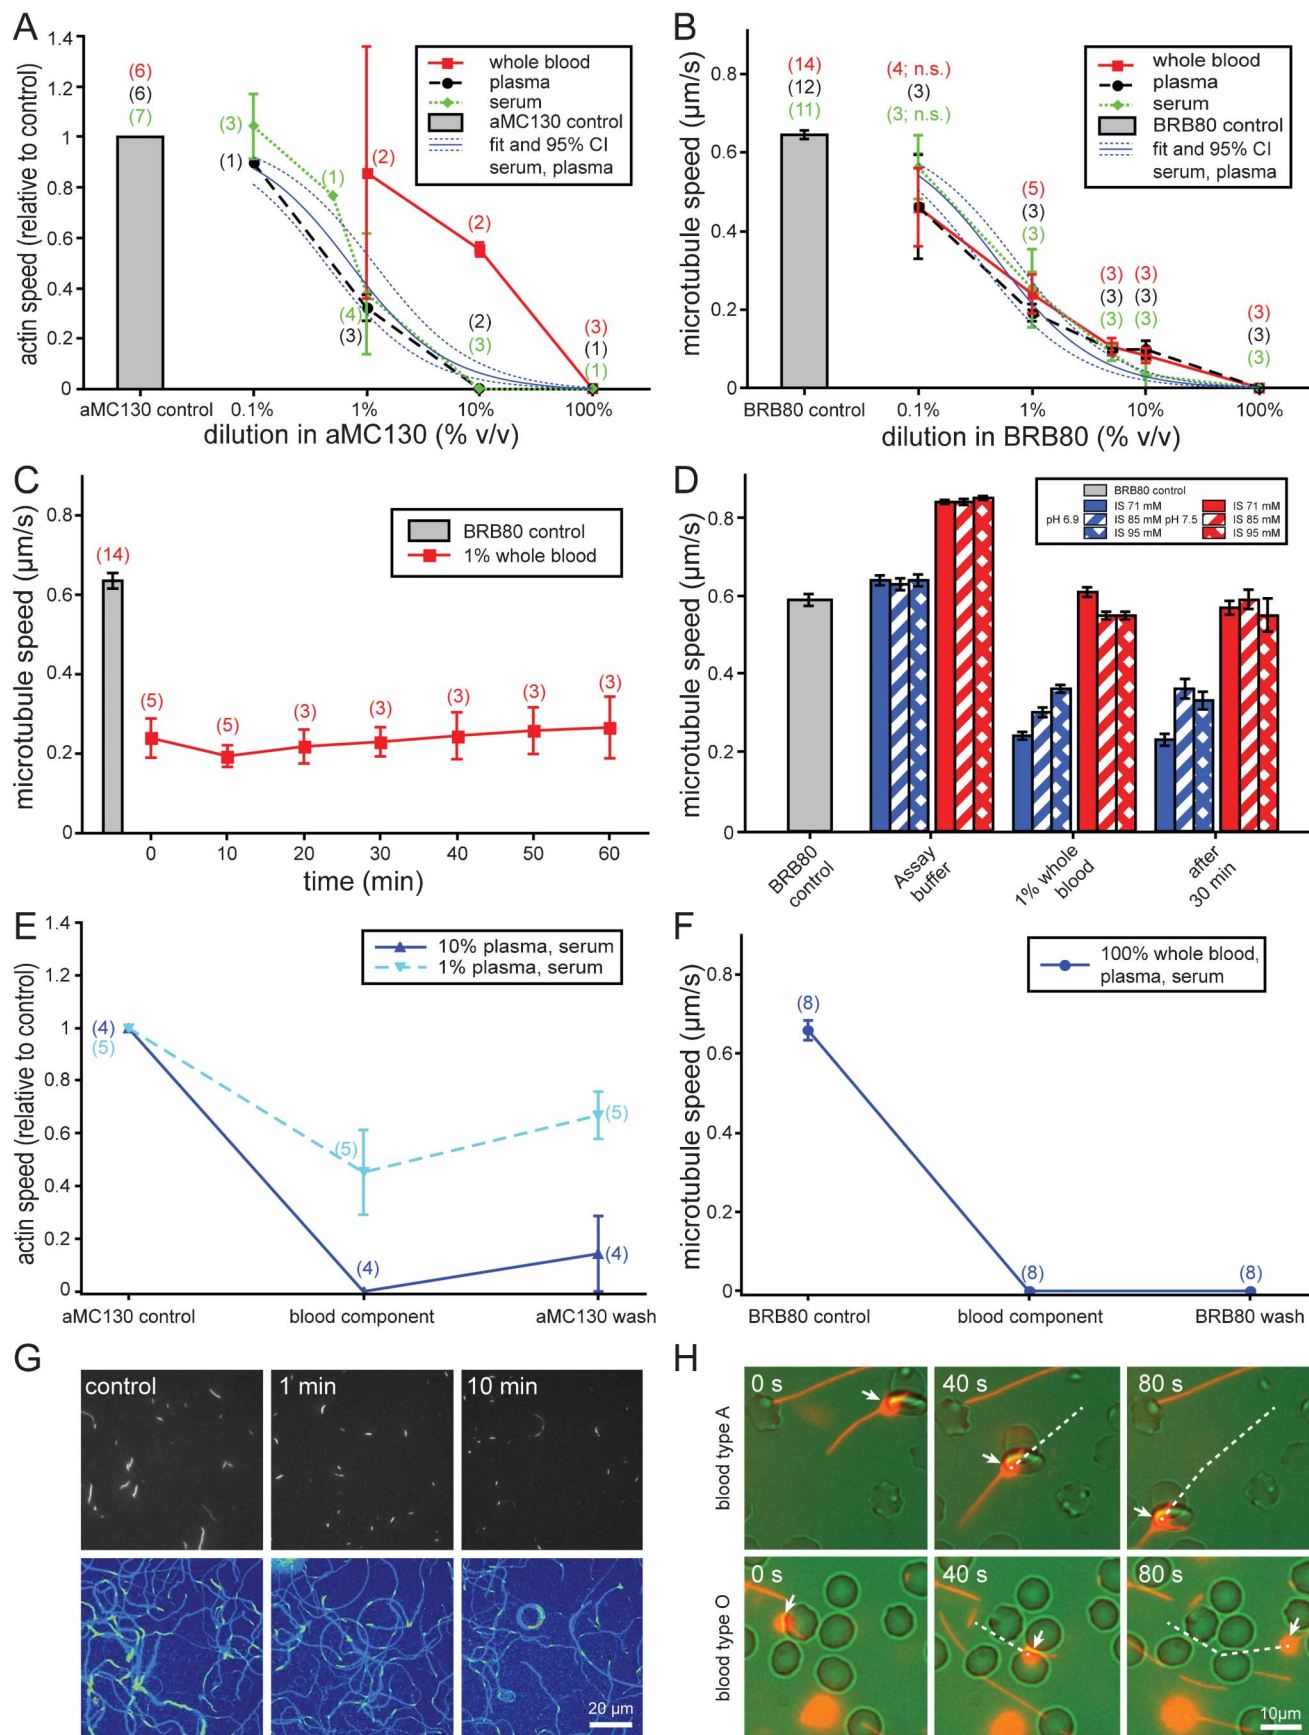 A
actin speed (relative to control)
1.4
1.2
1
0.8
0.6
0.4
0.2
0
(6)
(6)
(7)
(3)
(1)
(1)
(2)
(4)
(3)
(2)
(2)
(3)
(3)
(1)
(1)
whole blood
plasma
serum
aMC130 control
fit and 95% CI
serum, plasma
aMC130 control
0.1%
1%
10%
100%
dilution in aMC130 (% v/v)
B
microtubule speed (µm/s)
0.8
0.6
0.4
0.2
0
(14)
(12)
(11)
(4; n.s.)
(3)
(3; n.s.)
(5)
(3)
(3)
(3)
(3)
(3)
(3)
(3)
(3)
(3)
(3)
(3)
whole blood
plasma
serum
BRB80 control
fit and 95% CI
serum, plasma
BRB80 control
0.1%
1%
10%
100%
dilution in BRB80 (% v/v)
C
microtubule speed (µm/s)
0.8
0.6
0.4
0.2
0
(14)
(5)
(5)
(3)
(3)
(3)
(3)
(3)
BRB80 control
1% whole blood
0
10
20
30
40
50
60
time (min)
D
microtubule speed (µm/s)
0.8
0.6
0.4
0.2
0
BRB80 control
IS 71 mM
IS 71 mM
pH 6.9
IS 85 mM
pH 7.5
IS 85 mM
IS 95 mM
IS 95 mM
BRB80
control
Assay
buffer
1% whole
blood
after
30 min
E
actin speed (relative to control)
1.4
1.2
1
0.8
0.6
0.4
0.2
0
10% plasma, serum
1% plasma, serum
(4)
(5)
(5)
(4)
(5)
(4)
aMC130 control
blood component
aMC130 wash
F
microtubule speed (µm/s)
0.8
0.6
0.4
0.2
0
100% whole blood,
plasma, serum
(8)
(8)
(8)
BRB80 control
blood component
BRB80 wash
G
control
1 min
10 min
20 µm
H
blood type A
0 s
40 s
80 s
blood type O
0 s
40 s
80 s
10µm